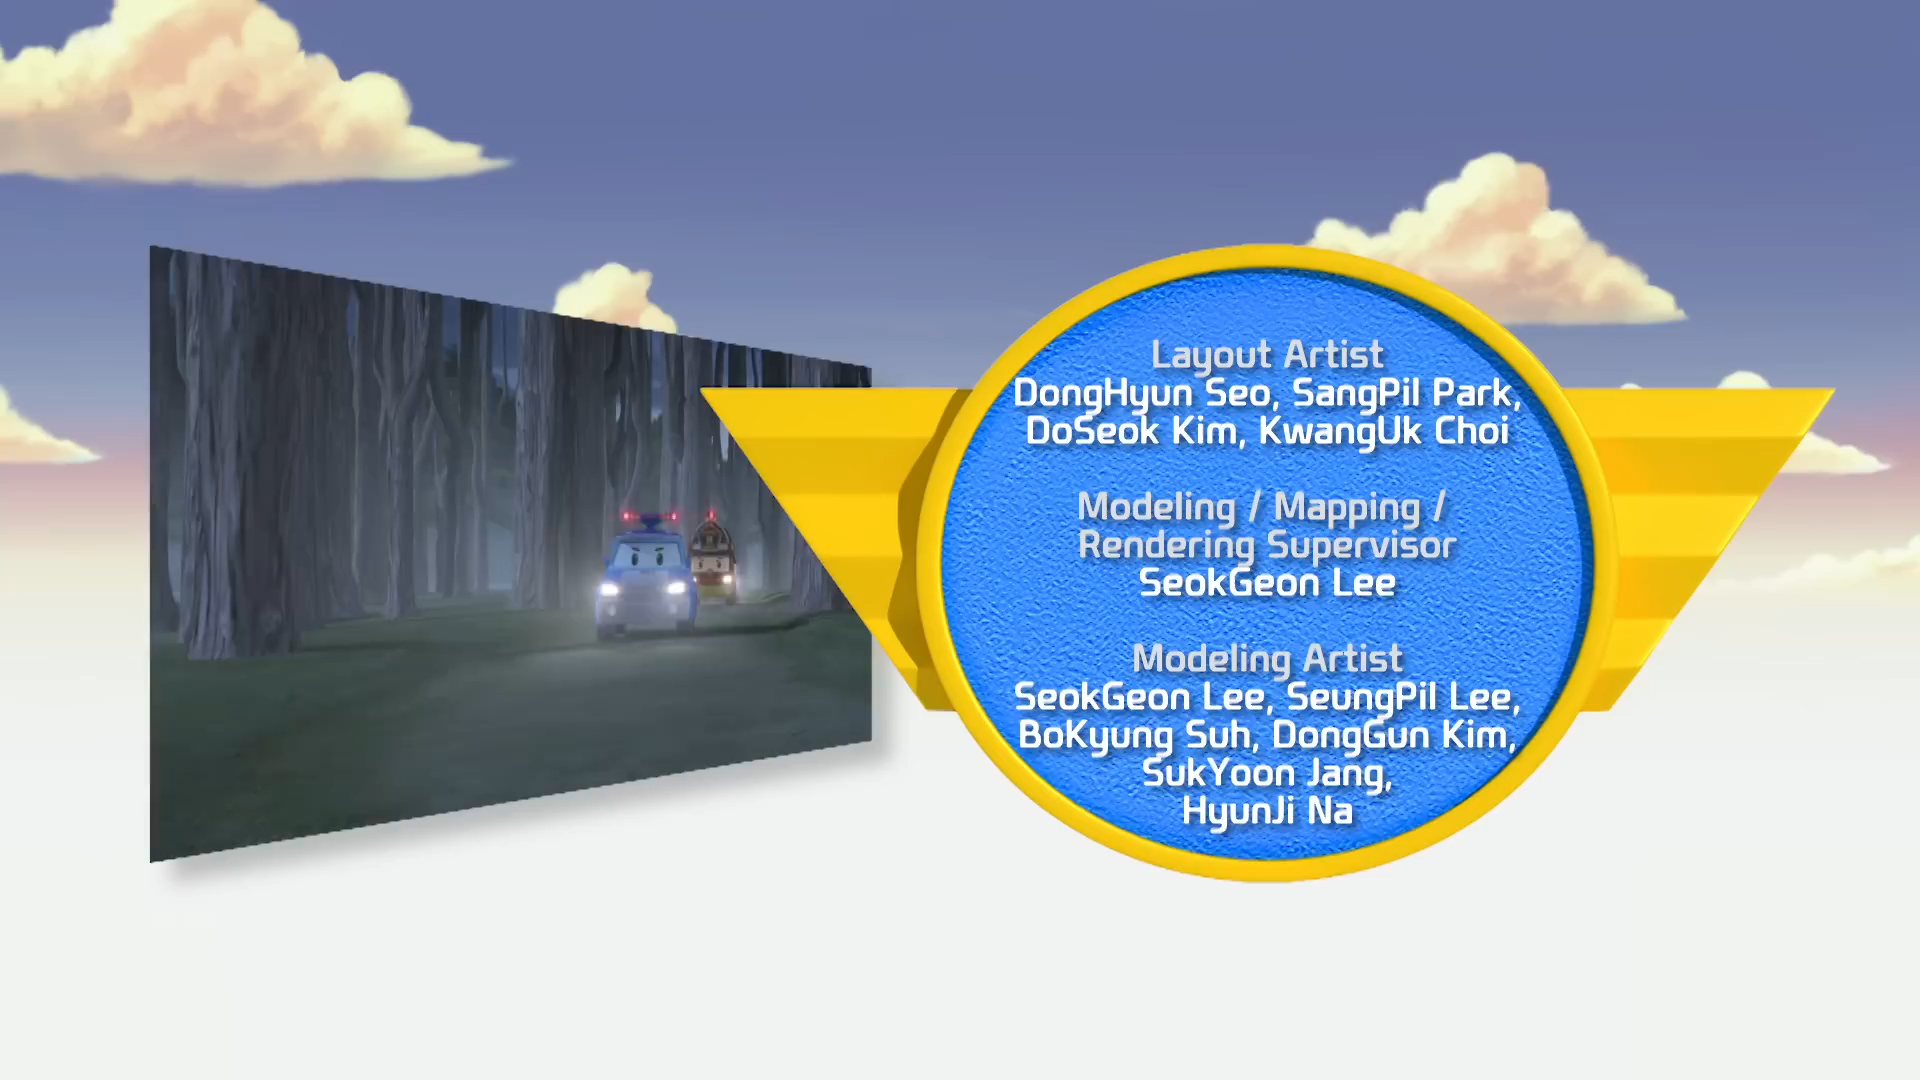 Layout Artist
DongHyun Seo, SangPil Park,
DoSeok Kim, KwangUk Choi
Modeling / Mapping /
Rendering Supervisor
SeokGeon Lee
Modeling Artist
SeokGeon Lee, SeungPil Lee,
BoKyung Suh, DongGun Kim,
SukYoon Jang,
HyunJi Na